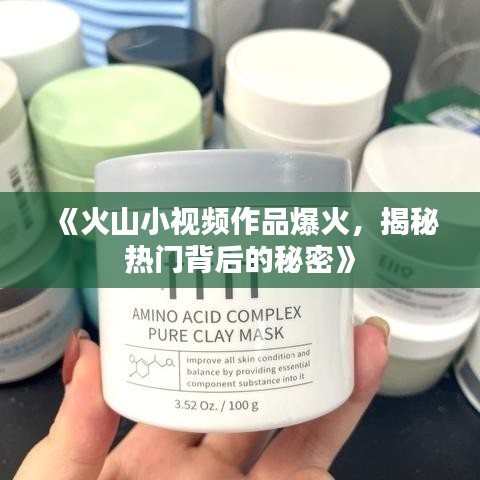 《火山小视频作品爆火，揭秘
热门背后的秘密》
AMINO ACID COMPLEX
PURE CLAY MASK
improve all skin condition and
balance by providing essential
component substance into it
3.52 Oz. / 100 g
EIIO